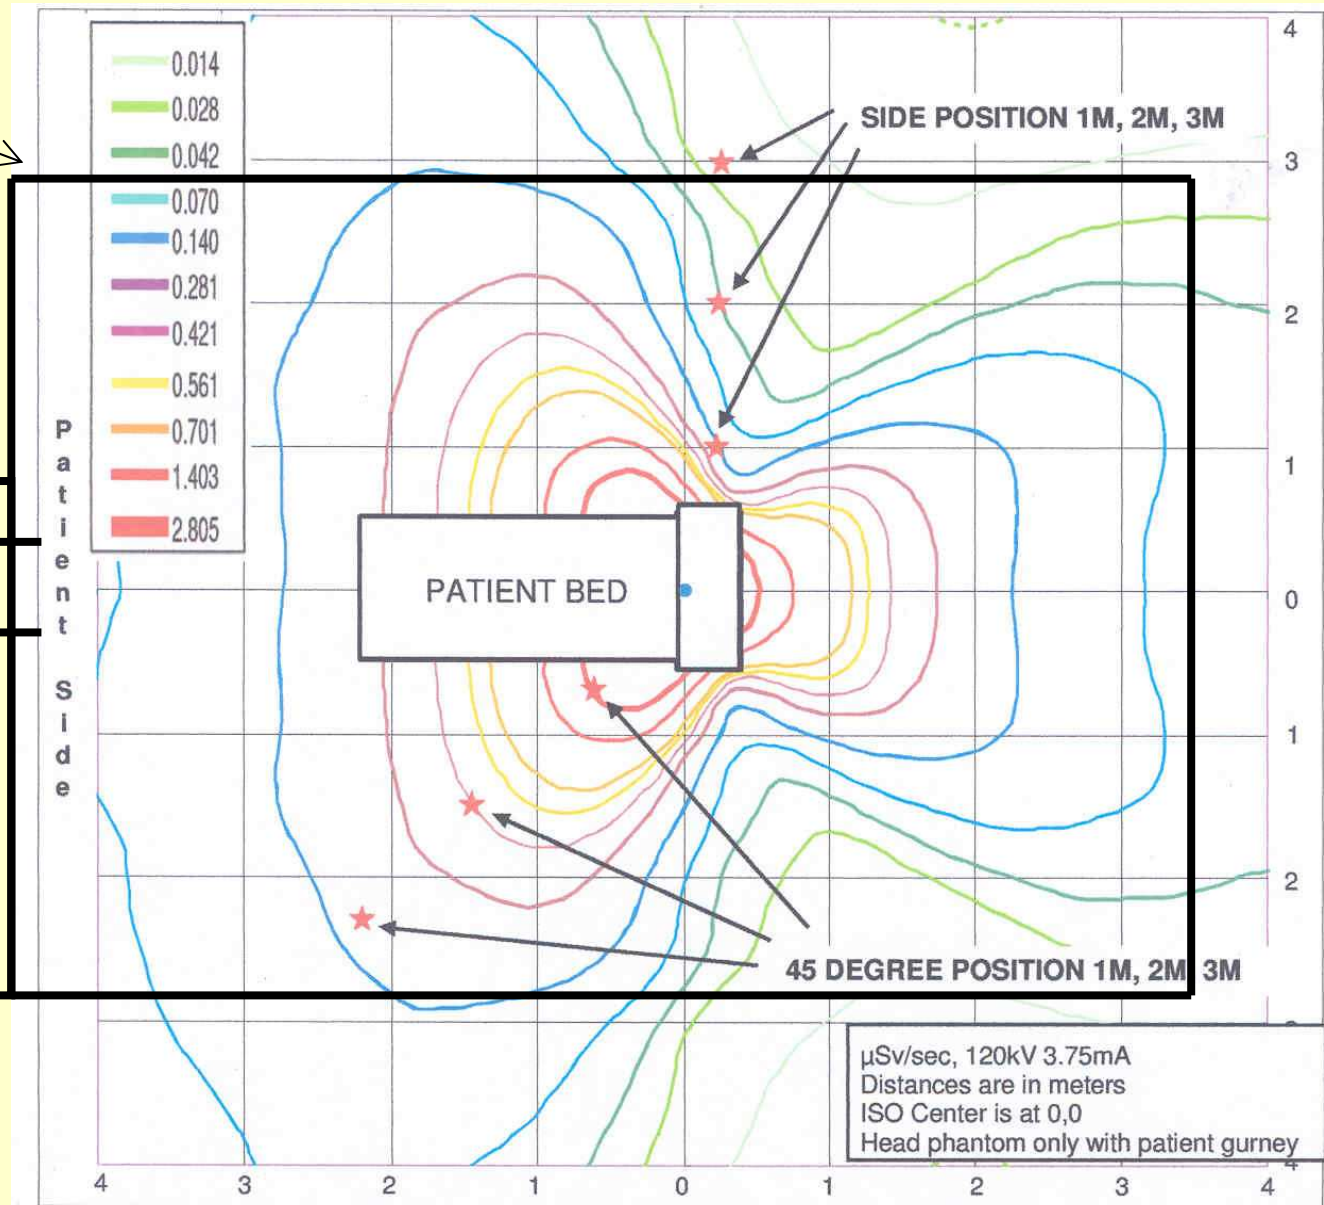 0.014
0.028
0.042
0.070
0.140
0.281
0.421
0.561
0.701
1.403
2.805
SIDE POSITION 1M, 2M, 3M
Patient Side
PATIENT BED
45 DEGREE POSITION 1M, 2M, 3M
µSv/sec, 120kV 3.75mA
Distances are in meters
ISO Center is at 0,0
Head phantom only with patient gurney
4
3
2
1
0
1
2
4
4 3 2 1 0 1 2 3 4